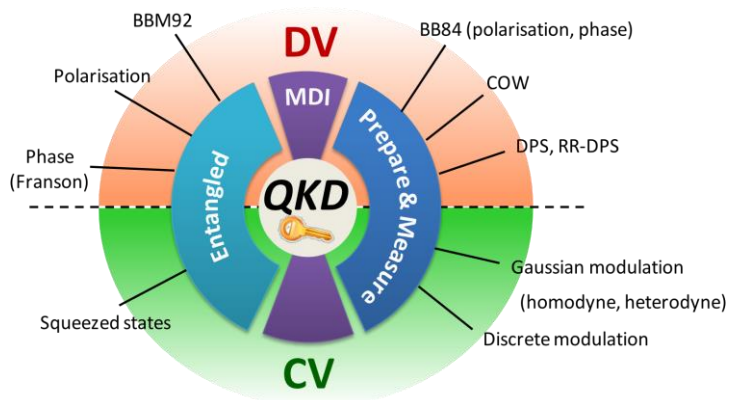 BBM92
DV
BB84 (polarisation, phase)
Polarisation
MDI
COW
Phase
(Franson)
DPS, RR-DPS
Entangled
QKD
Prepare & Measure
Gaussian modulation
(homodyne, heterodyne)
Squeezed states
Discrete modulation
CV